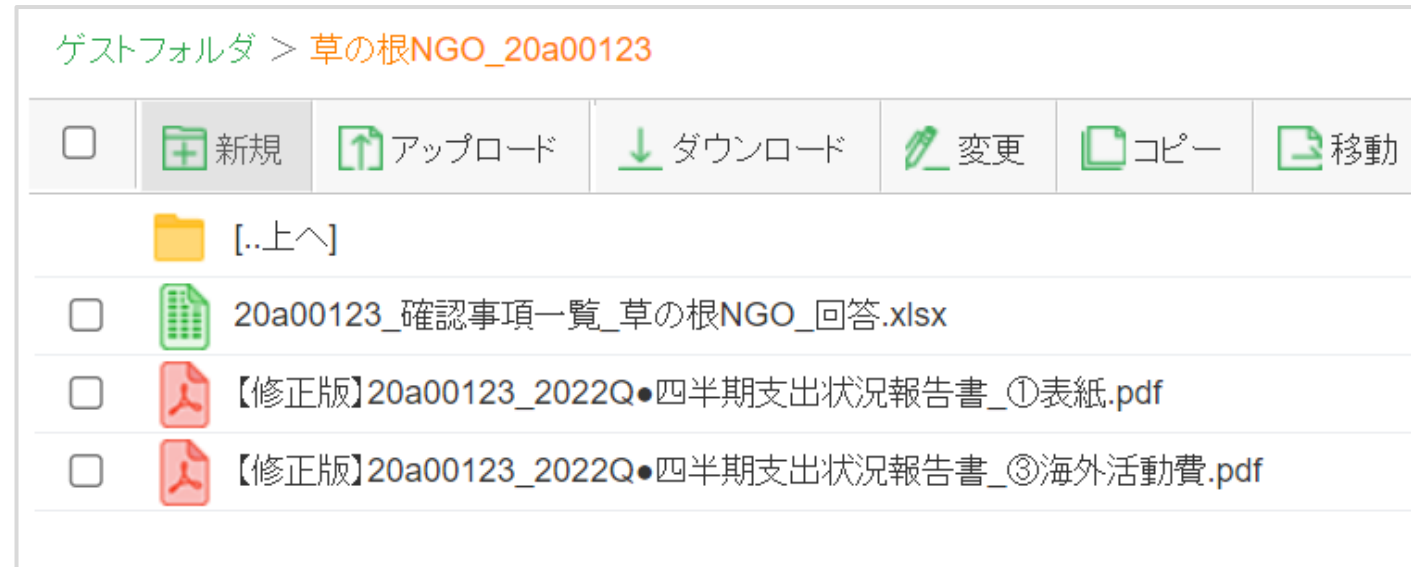 ゲストフォルダ > 草の根NGO_20a00123
新規 アップロード ダウンロード 変更 コピー 移動
[..上へ]
20a00123_確認事項一覧_草の根NGO_回答.xlsx
【修正版】20a00123_2022Q●四半期支出状況報告書_①表紙.pdf
【修正版】20a00123_2022Q●四半期支出状況報告書_③海外活動費.pdf